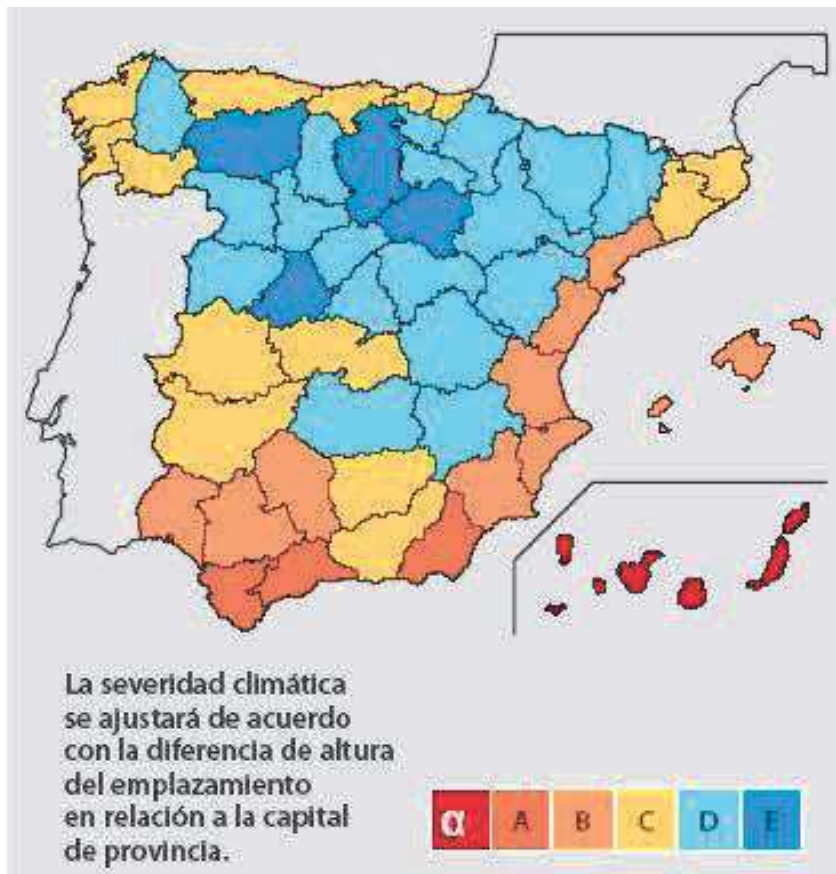 La severidad climática
se ajustará de acuerdo
con la diferencia de altura
del emplazamiento
en relación a la capital
de provincia.
α A B C D E